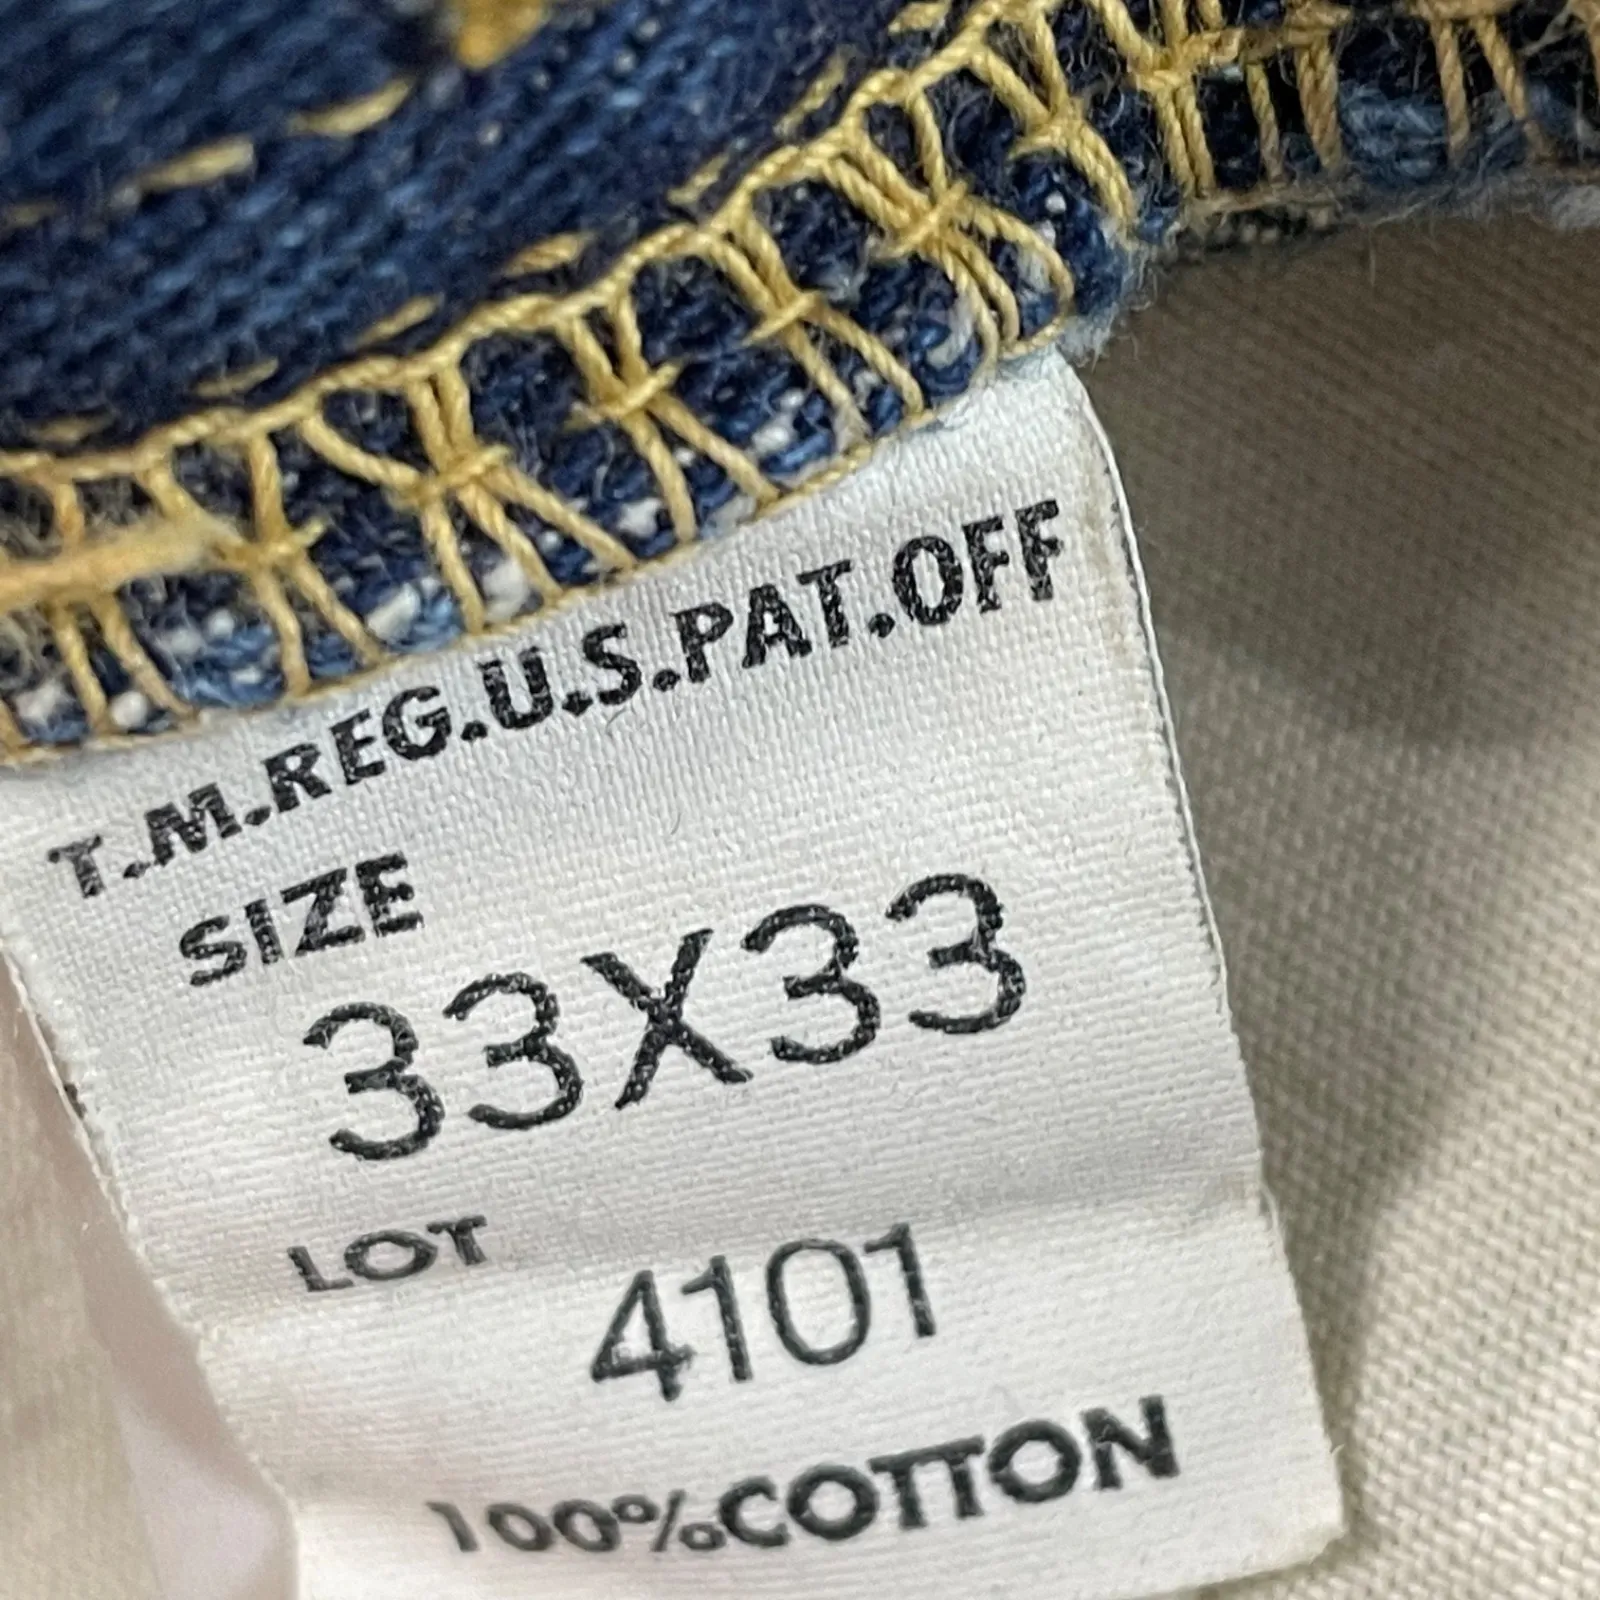 T.M.REG.U.S.PAT.OFF
SIZE
33X33
LOT
4101
100%COTTON